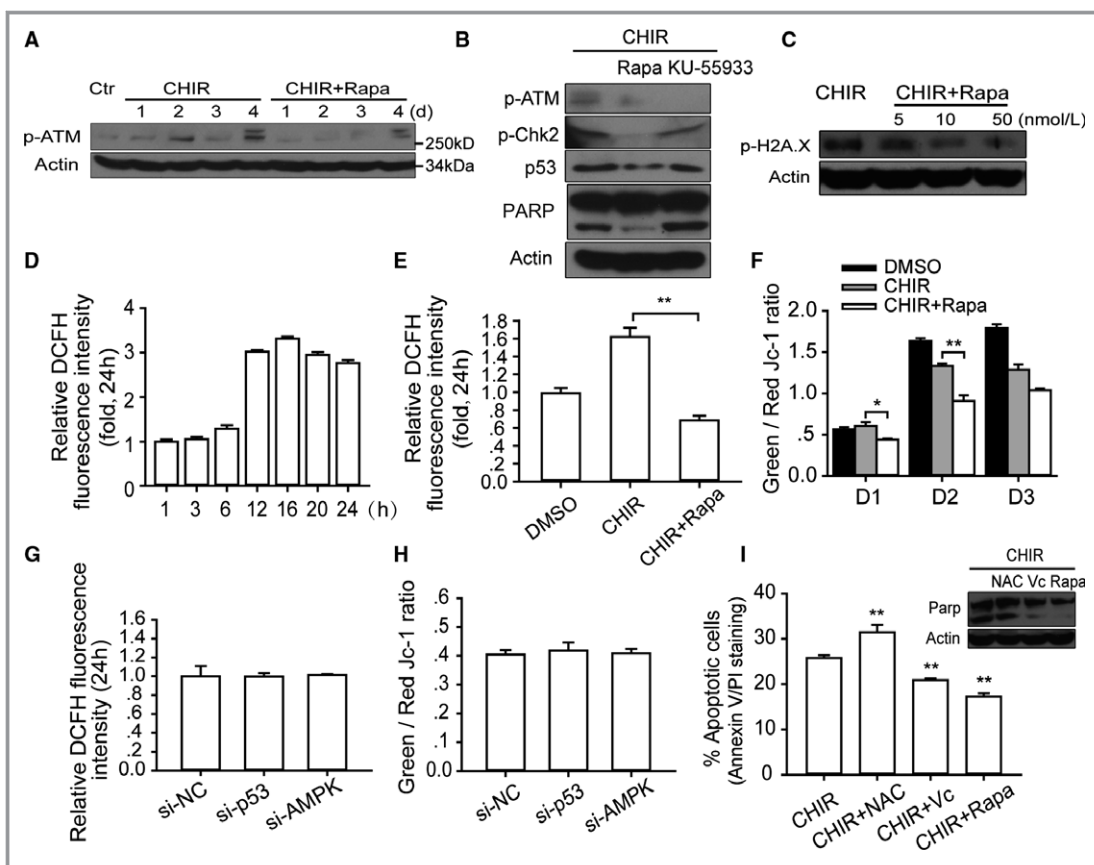 A
Ctr CHIR CHIR+Rapa
1 2 3 4 1 2 3 4 (d)
p-ATM
250kD
Actin
34kDa
B
CHIR
Rapa KU-55933
p-ATM
p-Chk2
p53
PARP
Actin
C
CHIR CHIR+Rapa
5 10 50 (nmol/L)
p-H2A.X
Actin
D
Relative DCFH
fluorescence intensity
(fold, 24h)
4
3
2
1
0
1 3 6 12 16 20 24 (h)
E
Relative DCFH
fluorescence intensity
(fold, 24h)
1.8
1.6
1.4
1.2
1.0
.8
.6
.4
.2
0.0
**
DMSO CHIR CHIR+Rapa
F
DMSO
CHIR
CHIR+Rapa
Green / Red Jc-1 ratio
2.0
1.5
1.0
.5
0.0
* **
D1 D2 D3
G
Relative DCFH fluorescence
intensity (24h)
1.6
1.4
1.2
1.0
.8
.6
.4
.2
0.0
si-NC si-p53 si-AMPK
H
Green / Red Jc-1 ratio
.6
.5
.4
.3
.2
.1
.0
si-NC si-p53 si-AMPK
I
CHIR
NAC Vc Rapa
Parp
Actin
% Apoptotic cells
(Annexin V/PI staining)
40
30
20
10
0
** ** **
CHIR CHIR+NAC CHIR+Vc CHIR+Rapa